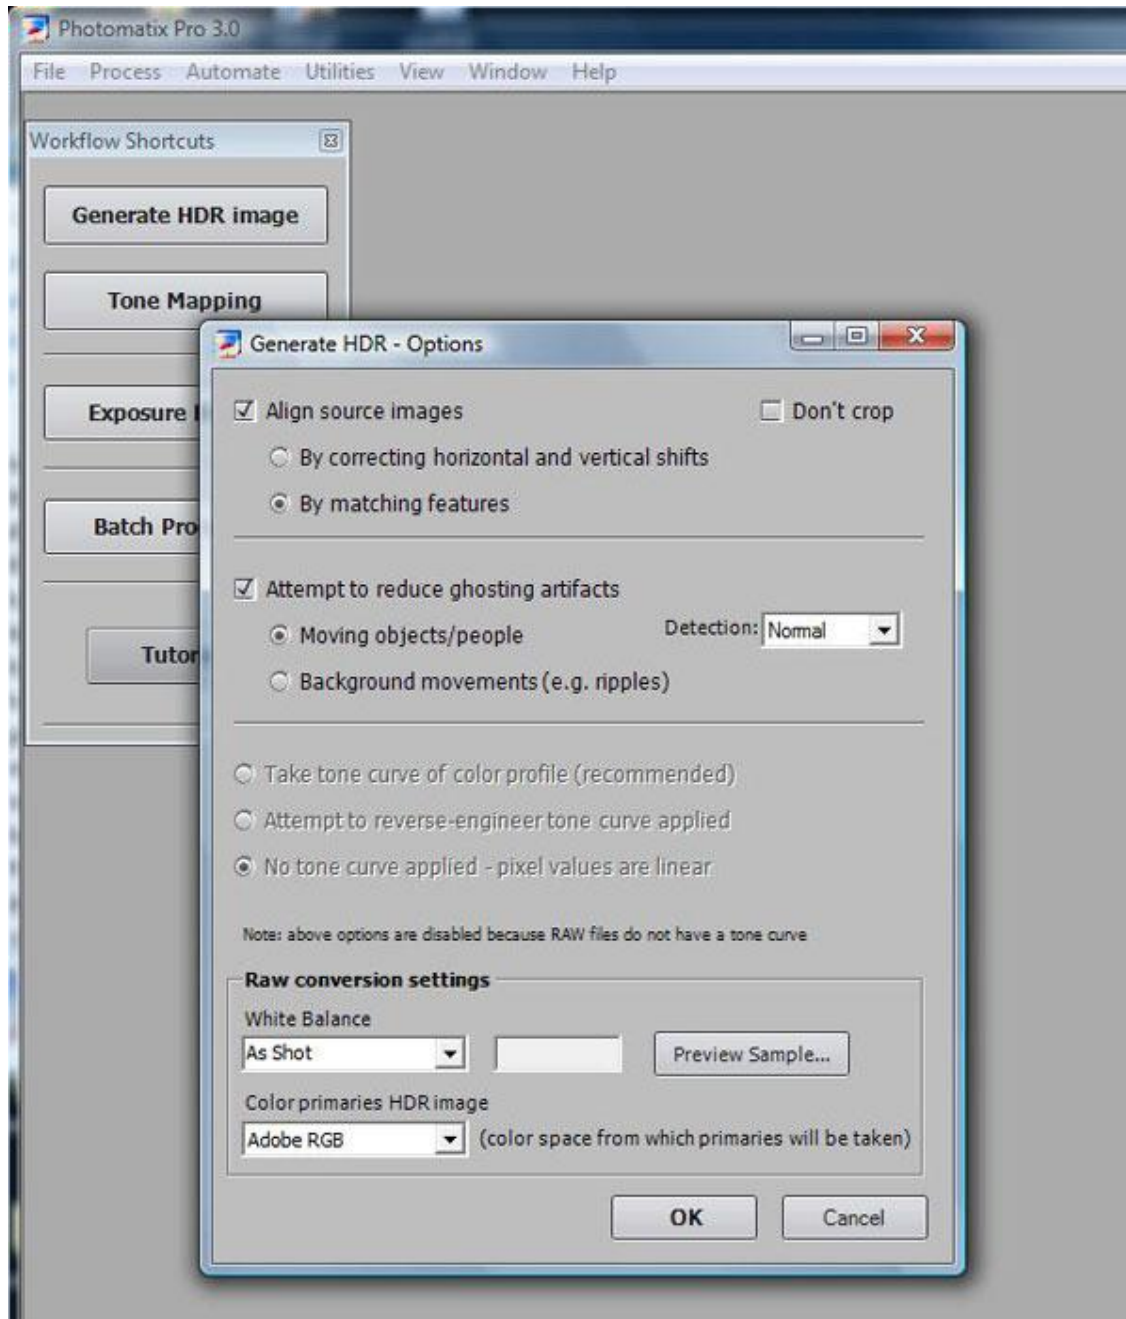 Photomatix Pro 3.0
File Process Automate Utilities View Window Help
Workflow Shortcuts
Generate HDR image
Tone Mapping
Exposure
Batch Pro
Tutor
Generate HDR - Options
Align source images
Don't crop
By correcting horizontal and vertical shifts
By matching features
Attempt to reduce ghosting artifacts
Moving objects/people
Detection: Normal
Background movements (e.g. ripples)
Take tone curve of color profile (recommended)
Attempt to reverse-engineer tone curve applied
No tone curve applied - pixel values are linear
Note: above options are disabled because RAW files do not have a tone curve
Raw conversion settings
White Balance
As Shot
Preview Sample...
Color primaries HDR image
Adobe RGB
(color space from which primaries will be taken)
OK
Cancel